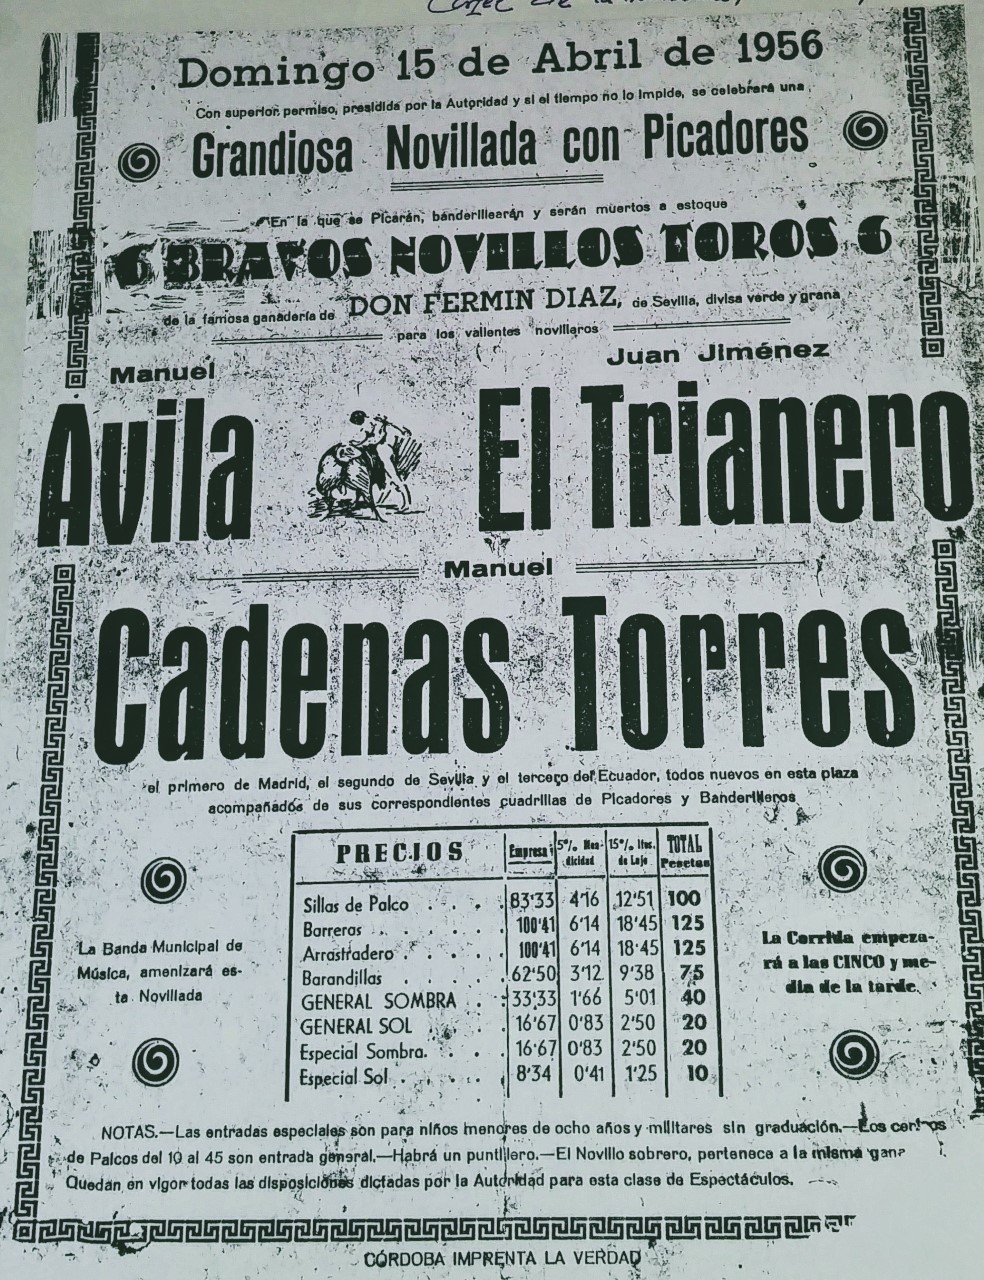 Domingo 15 de Abril de 1956
Con superior permiso, presidida por la Autoridad y si el tiempo no lo impide, se celebrará una
Grandiosa Novillada con Picadores
En la que se Picarán, banderillearán y serán muertos a estoque
6 BRAVOS NOVILLOS TOROS 6
de la famosa ganadería de DON FERMIN DIAZ, de Sevilla, divisa verde y grana
para los valientes novilleros
Manuel Juan Jiménez
Avila El Trianero
Manuel
Cadenas Torres
el primero de Madrid, el segundo de Sevilla y el tercero del Ecuador, todos nuevos en esta plaza
acompañados de sus correspondientes cuadrillas de Picadores y Banderilleros
PRECIOS Empresa 5% Men- 15% Itos. TOTAL
dicidad de Lujo Pesetas
Sillas de Palco 83'33 4'16 12'51 100
Barreras 100'41 6'14 18'45 125
Arrastradero 100'41 6'14 18'45 125
Barandillas 62'50 3'12 9'38 75
GENERAL SOMBRA 33'33 1'66 5'01 40
GENERAL SOL 16'67 0'83 2'50 20
Especial Sombra 16'67 0'83 2'50 20
Especial Sol 8'34 0'41 1'25 10
La Banda Municipal de
Música, amenizará es-
ta Novillada
La Corrida empeza-
rá a las CINCO y me-
dia de la tarde
NOTAS.—Las entradas especiales son para niños menores de ocho años y militares sin graduación.—Los
de Palcos del 10 al 45 son entrada general.—Habrá un puntillero.—El Novillo sobrero, pertenece a la misma
Quedan en vigor todas las disposiciones dictadas por la Autoridad para esta clase de Espectáculos.
CÓRDOBA IMPRENTA LA VERDAD